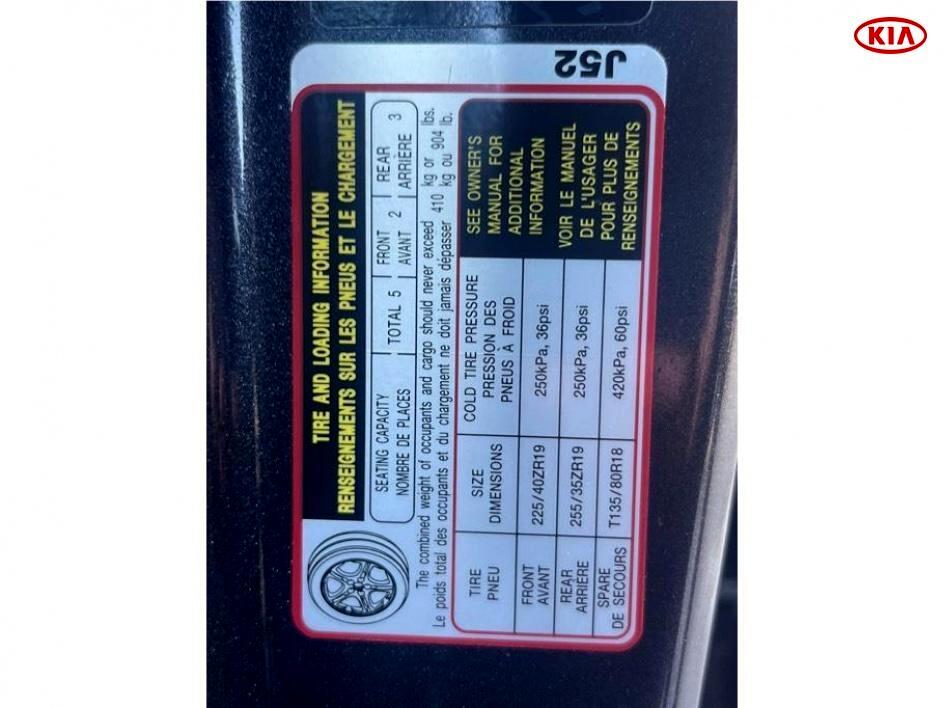 KIA
J52
TIRE AND LOADING INFORMATION
RENSEIGNEMENTS SUR LES PNEUS ET LE CHARGEMENT
SEATING CAPACITY
NOMBRE DE PLACES
TOTAL 5
FRONT
AVANT 2
REAR
ARRIÈRE 3
The combined weight of occupants and cargo should never exceed kg or lbs.
Le poids total des occupants et du chargement ne doit jamais dépasser 410 kg ou 904 lb.
TIRE
PNEU
SIZE
DIMENSIONS
COLD TIRE PRESSURE
PRESSION DES
PNEUS À FROID
SEE OWNER'S
MANUAL FOR
ADDITIONAL
INFORMATION
VOIR LE MANUEL
DE L'USAGER
POUR PLUS DE
RENSEIGNEMENTS
FRONT
AVANT
225/40ZR19
250kPa, 36psi
REAR
ARRIÈRE
255/35ZR19
250kPa, 36psi
SPARE
DE SECOURS
T135/80R18
420kPa, 60psi